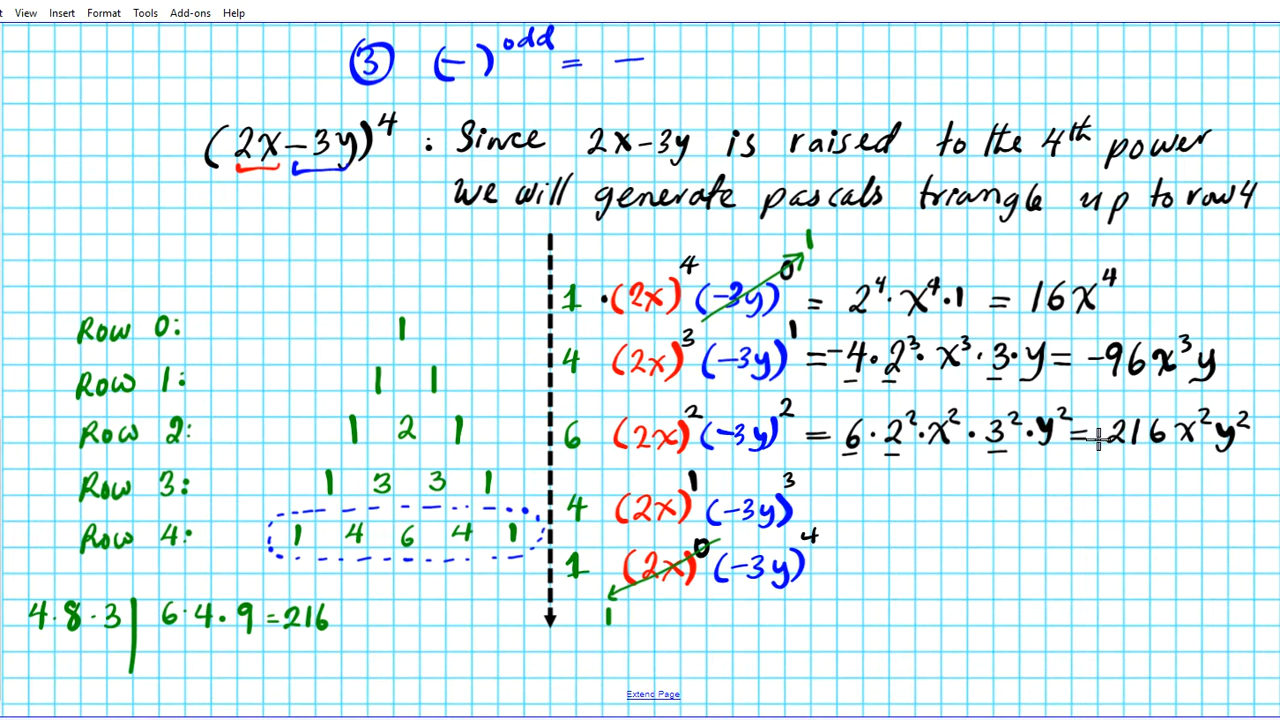 View Insert Format Tools Add-ons Help
③ (−)^odd = −
(2x−3y)^4 : Since 2x−3y is raised to the 4th power
we will generate pascals triangle up to row 4
1 ·(2x)^4 (−3y)^0 1 = 2^4·x^4·1 = 16x^4
4 (2x)^3 (−3y)^1 = −4·2^3·x^3·3·y = −96x^3y
6 (2x)^2 (−3y)^2 = 6·2^2·x^2·3^2·y^2 = 216x^2y^2
4 (2x)^1 (−3y)^3
1 (2x)^0 (−3y)^4
1
Row 0: 1
Row 1: 1 1
Row 2: 1 2 1
Row 3: 1 3 3 1
Row 4: 1 4 6 4 1
4·8·3 | 6·4·9=216
Extend Page